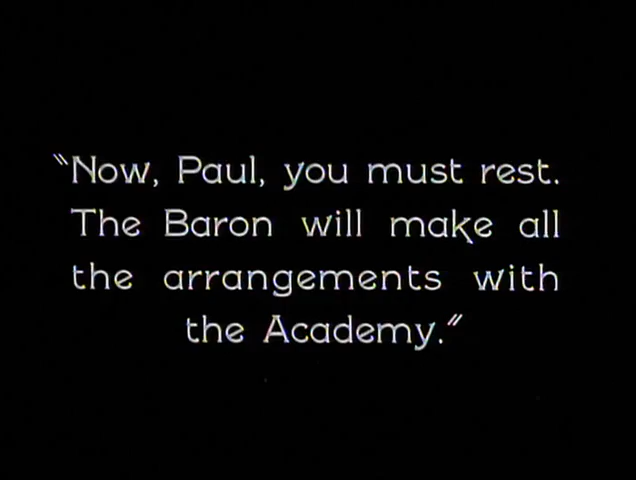 "Now, Paul, you must rest.
The Baron will make all
the arrangements with
the Academy."